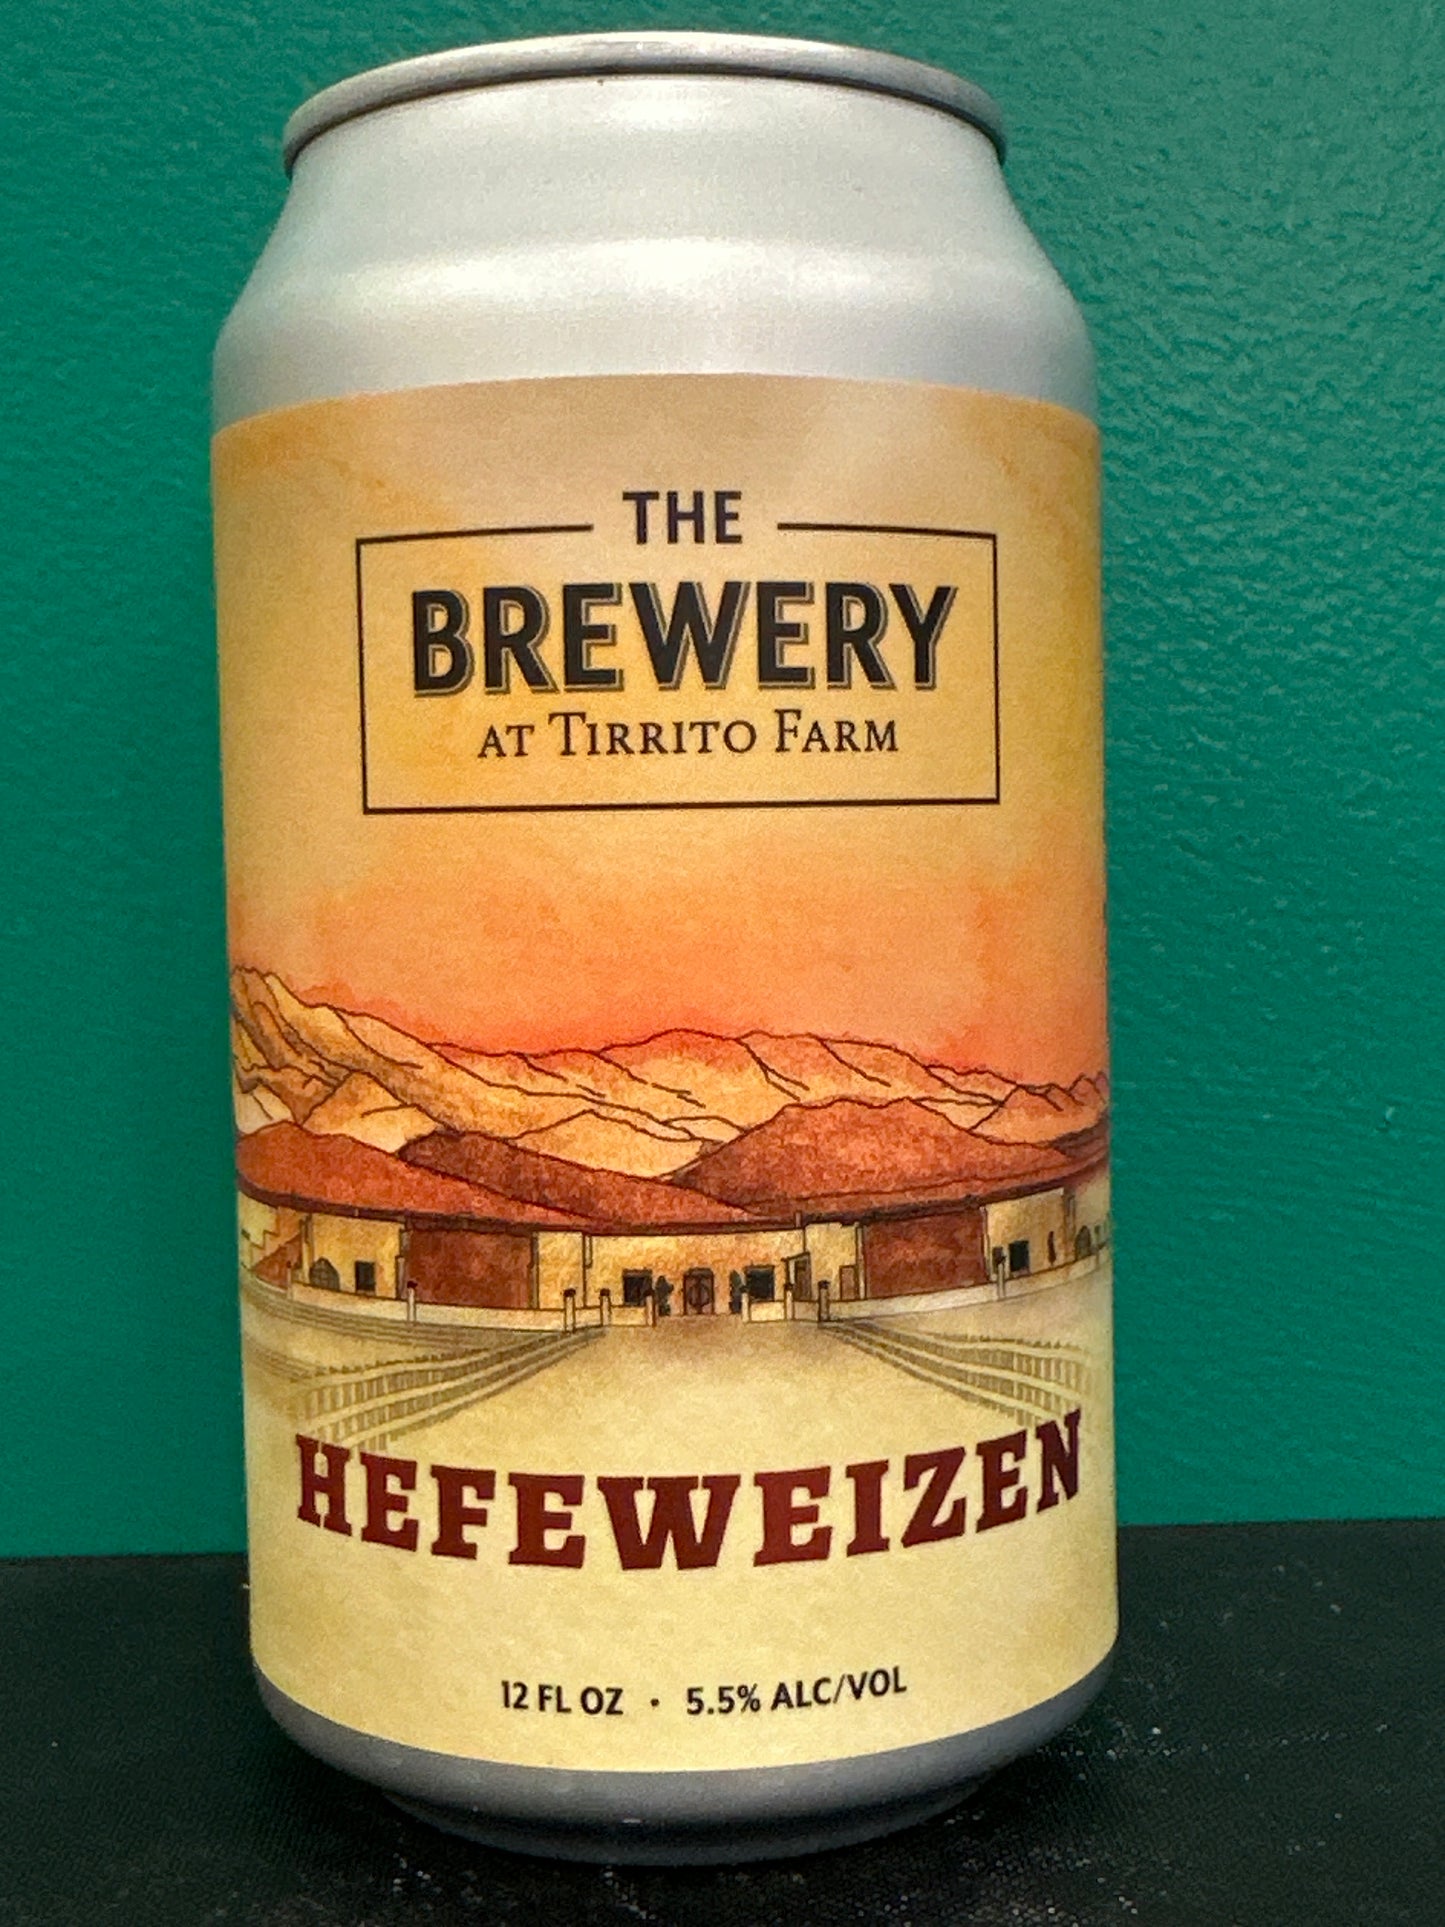 THE
BREWERY
AT TIRRITO FARM
HEFEWEIZEN
12 FL OZ • 5.5% ALC/VOL